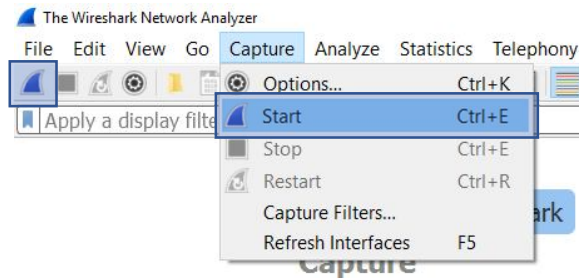 The Wireshark Network Analyzer
File Edit View Go Capture Analyze Statistics Telephony
Options... Ctrl+K
Apply a display filte
Start Ctrl+E
Stop Ctrl+E
Restart Ctrl+R
Capture Filters...
ark
Refresh Interfaces F5
Capture